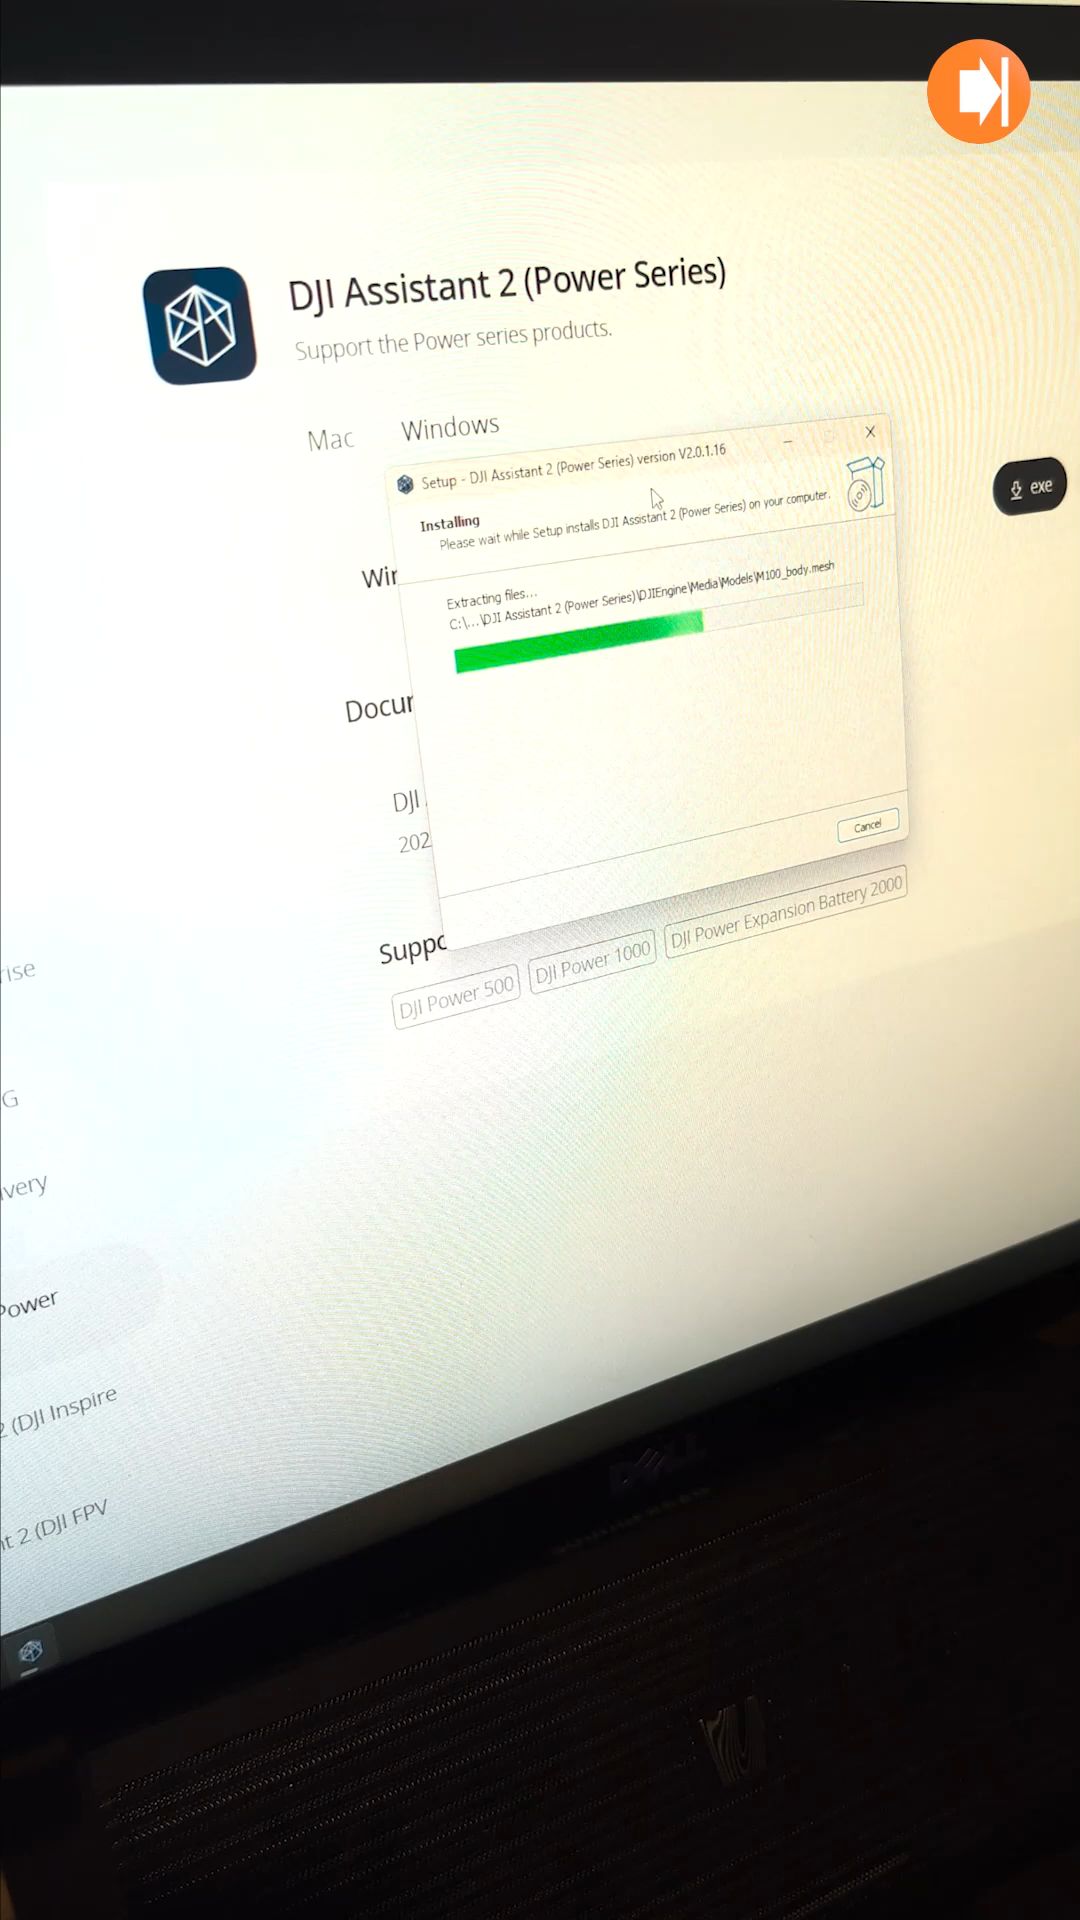 DJI Assistant 2 (Power Series)
Support the Power series products.
Mac
Windows
exe
Setup - DJI Assistant 2 (Power Series) version V2.0.1.16
Installing
Please wait while Setup installs DJI Assistant 2 (Power Series) on your computer.
Extracting files...
C:\...\DJI Assistant 2 (Power Series)\DJIEngine\Media\Models\M100_body.mesh
Cancel
Wir
Docur
DJI
202
Suppo
DJI Power 500
DJI Power 1000
DJI Power Expansion Battery 2000
rise
G
very
Power
2 (DJI Inspire
nt 2 (DJI FPV
DELL